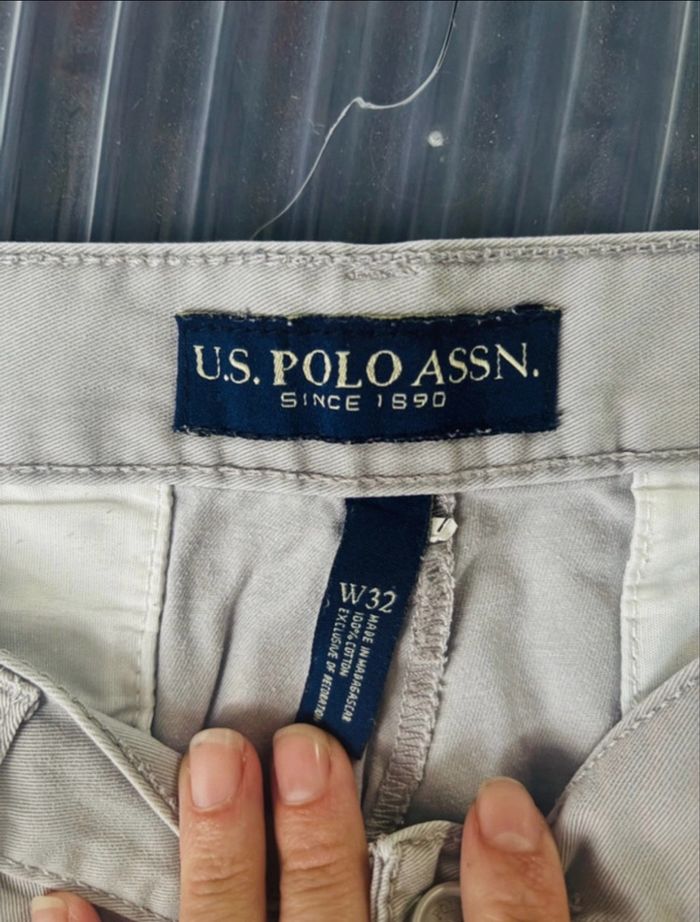 U.S. POLO ASSN.
SINCE 1890
W32
MADE IN MADAGASCAR
100% COTTON
EXCLUSIVE OF DECORATION